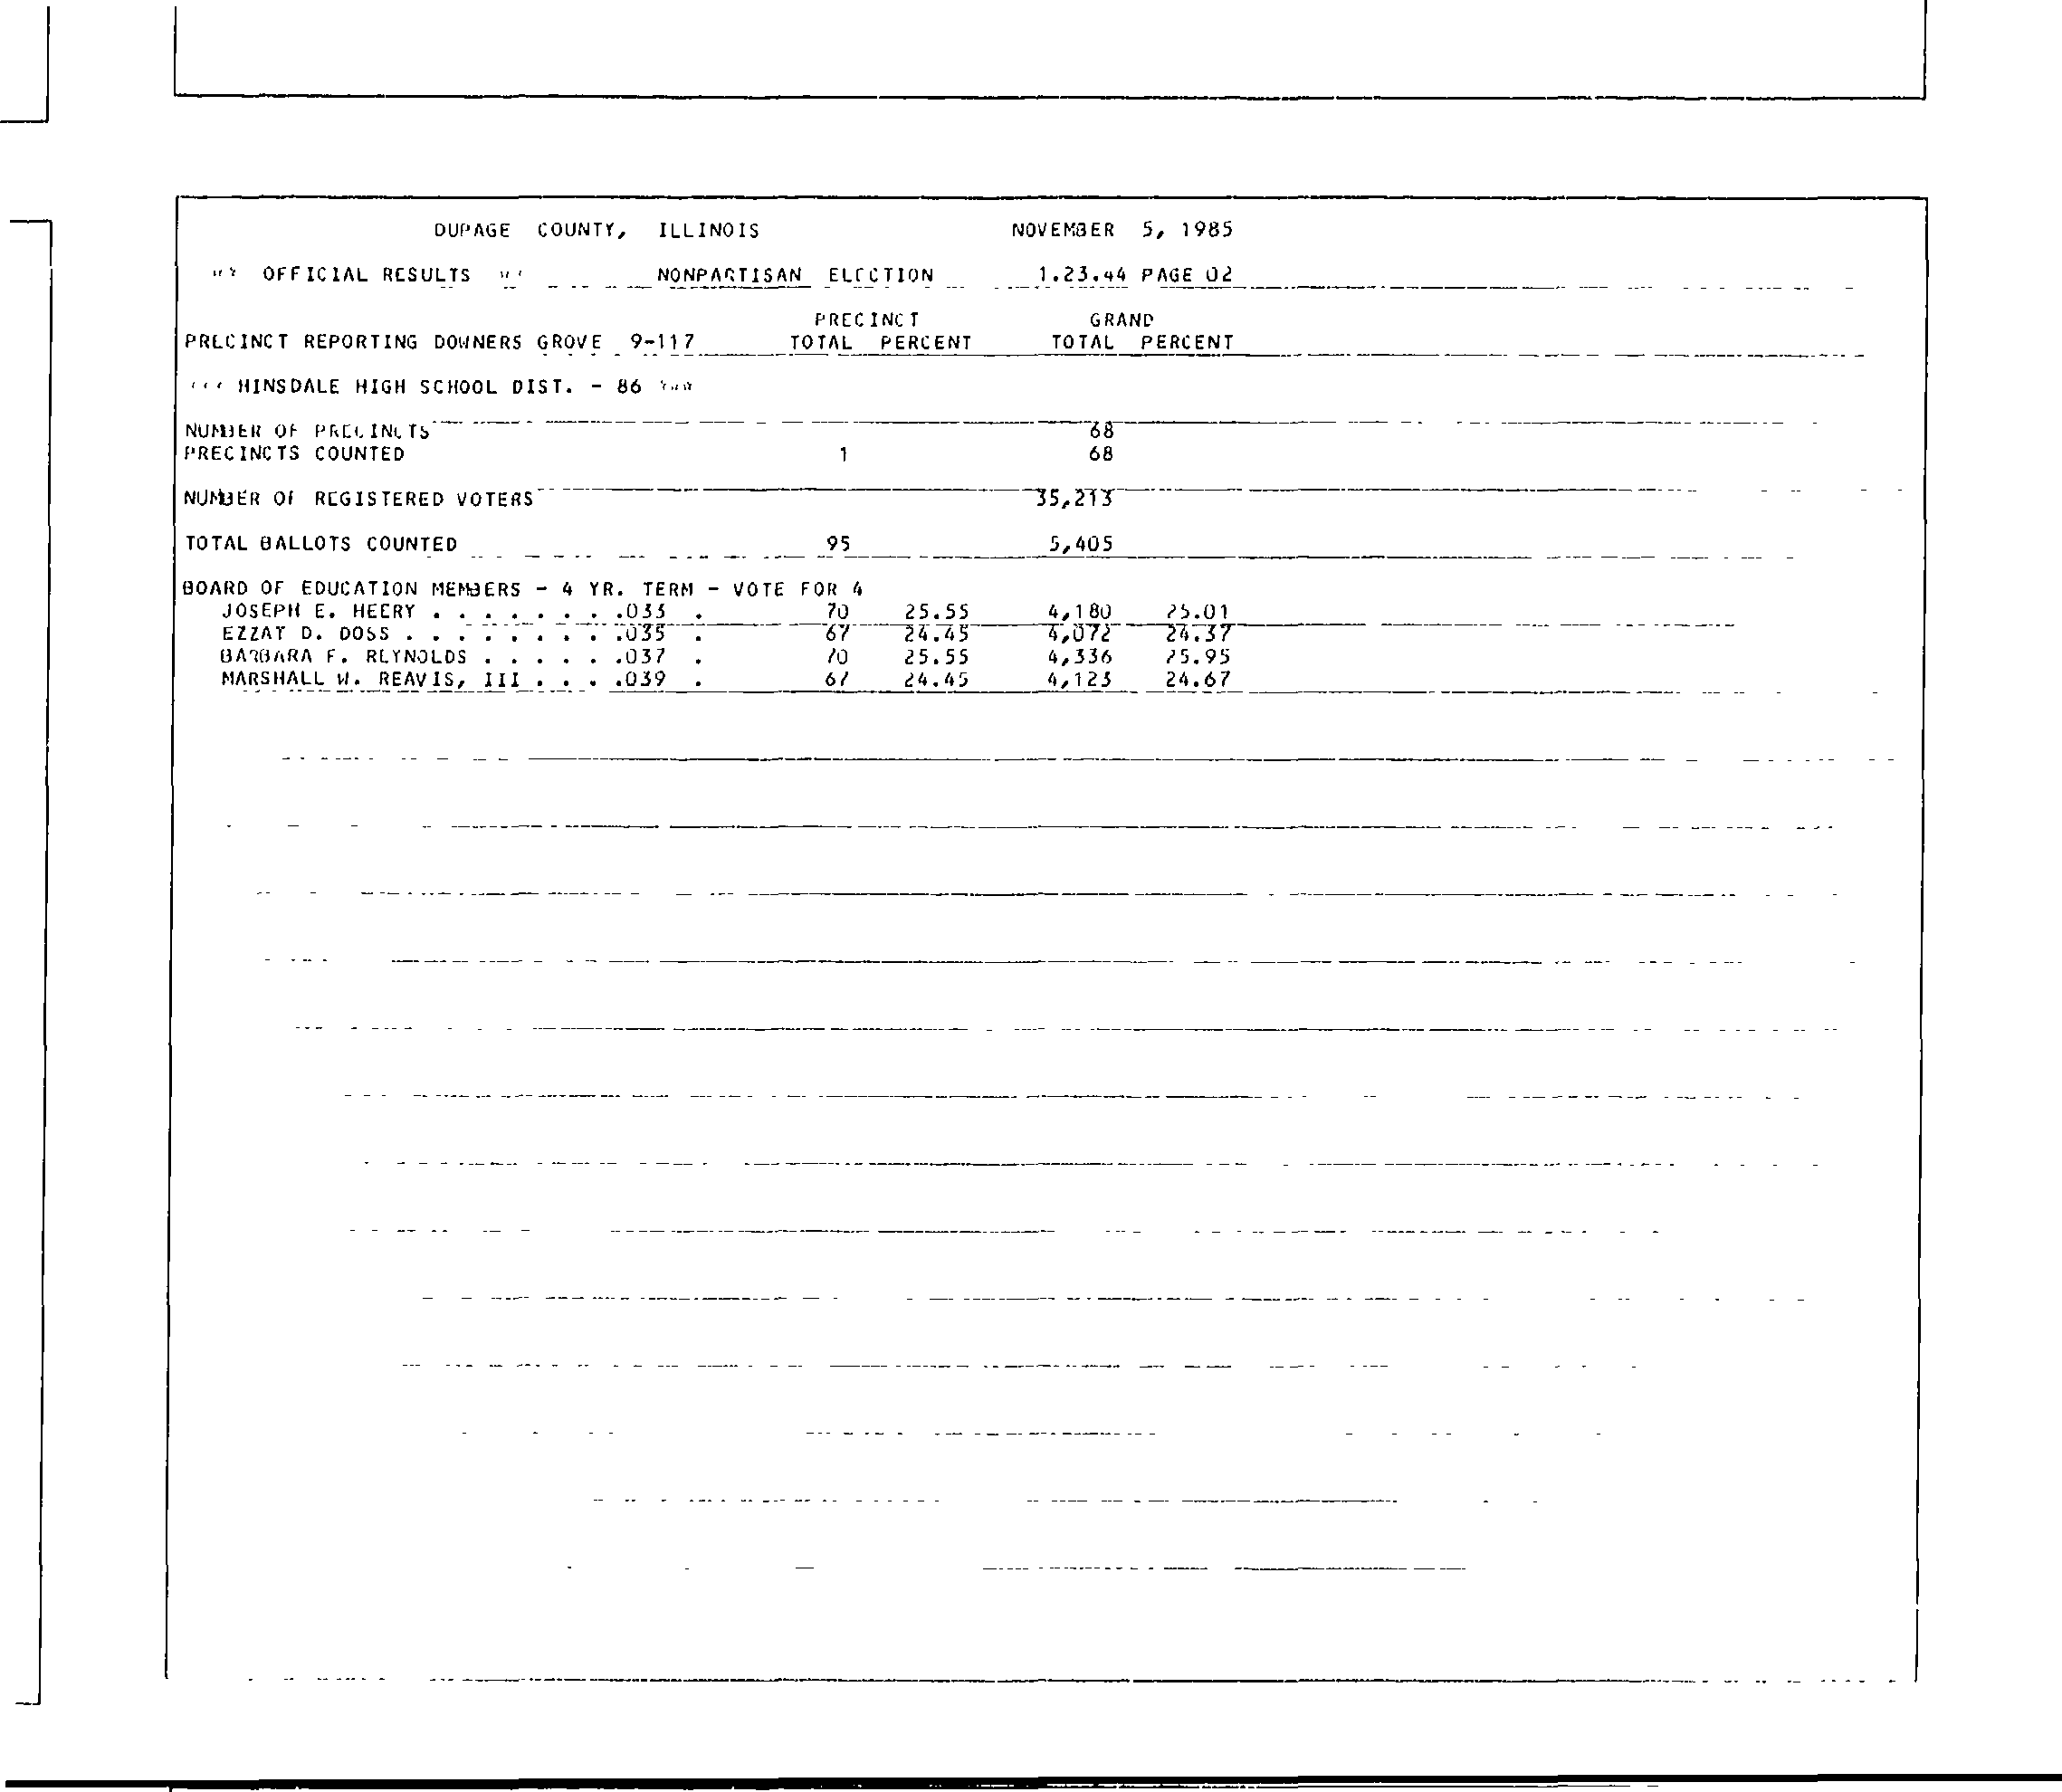 DUPAGE COUNTY, ILLINOIS NOVEMBER 5, 1985
OFFICIAL RESULTS NONPARTISAN ELECTION 1.23.44 PAGE 02
PRECINCT GRAND
PRECINCT REPORTING DOWNERS GROVE 9-117 TOTAL PERCENT TOTAL PERCENT
*** HINSDALE HIGH SCHOOL DIST. - 86 ***
NUMBER OF PRECINCTS 68
PRECINCTS COUNTED 1 68
NUMBER OF REGISTERED VOTERS 35,213
TOTAL BALLOTS COUNTED 95 5,405
BOARD OF EDUCATION MEMBERS - 4 YR. TERM - VOTE FOR 4
JOSEPH E. HEERY . . . . . . . .033 . 70 25.55 4,180 25.01
EZZAT D. DOSS . . . . . . . . .035 . 67 24.45 4,072 24.37
BARBARA F. REYNOLDS . . . . . .037 . 70 25.55 4,336 25.95
MARSHALL W. REAVIS, III . . . .039 . 67 24.45 4,123 24.67